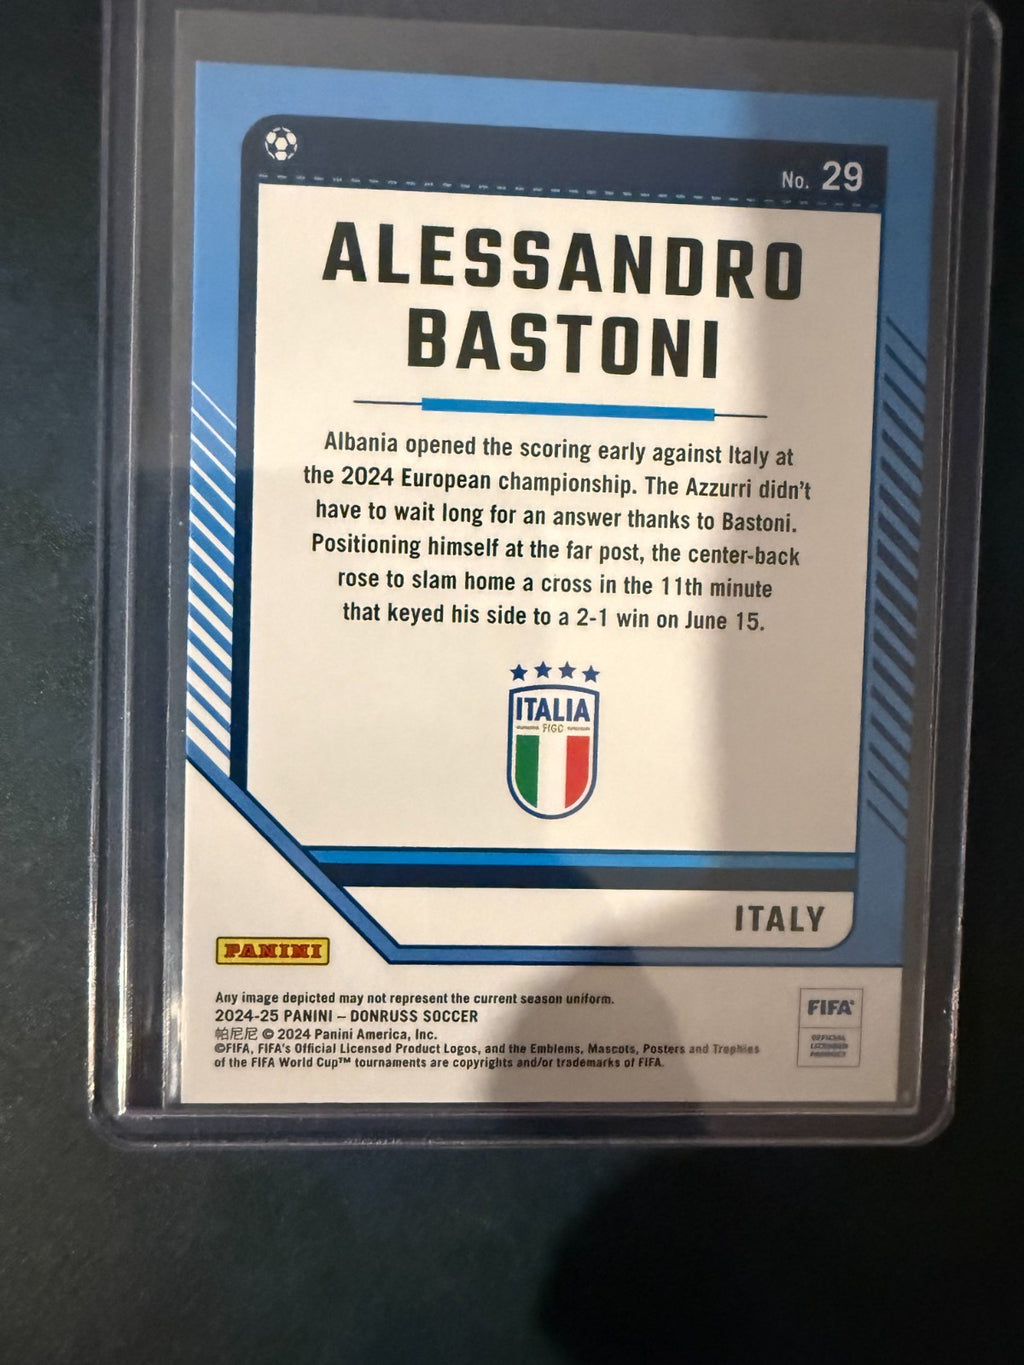 No. 29
ALESSANDRO
BASTONI
Albania opened the scoring early against Italy at
the 2024 European championship. The Azzurri didn't
have to wait long for an answer thanks to Bastoni.
Positioning himself at the far post, the center-back
rose to slam home a cross in the 11th minute
that keyed his side to a 2-1 win on June 15.
ITALIA
FIGC
ITALY
PANINI
Any image depicted may not represent the current season uniform.
2024-25 PANINI – DONRUSS SOCCER
帕尼尼 © 2024 Panini America, Inc.
©FIFA, FIFA's Official Licensed Product Logos, and the Emblems, Mascots, Posters and Trophies
of the FIFA World Cup™ tournaments are copyrights and/or trademarks of FIFA.
FIFA®
OFFICIAL
LICENSED
PRODUCT